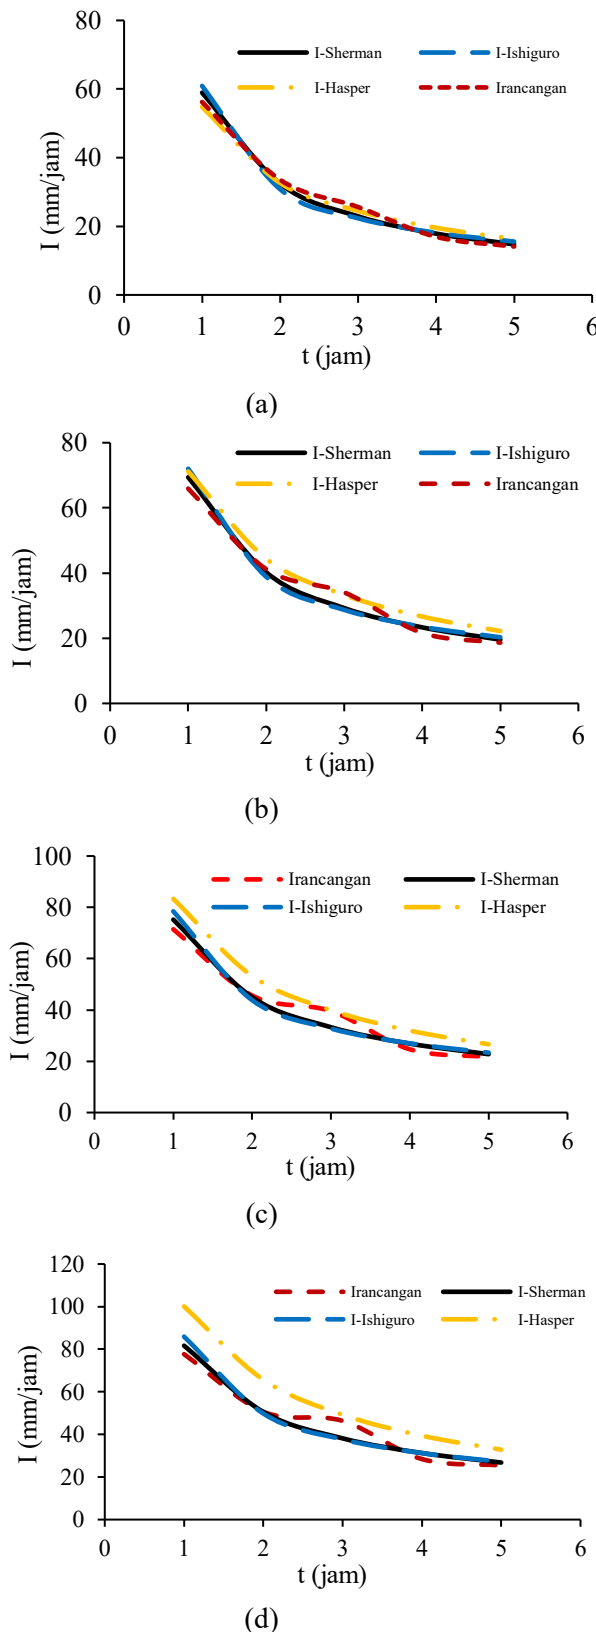 80
I-Sherman I-Ishiguro
60
I-Hasper Irancangan
40
20
0
0 1 2 3 4 5 6
I (mm/jam)
t (jam)
(a)
80
I-Sherman I-Ishiguro
60
I-Hasper Irancangan
40
20
0
0 1 2 3 4 5 6
I (mm/jam)
t (jam)
(b)
100
Irancangan I-Sherman
80
I-Ishiguro I-Hasper
60
40
20
0
0 1 2 3 4 5 6
I (mm/jam)
t (jam)
(c)
120
Irancangan I-Sherman
100
I-Ishiguro I-Hasper
80
60
40
20
0
0 1 2 3 4 5 6
I (mm/jam)
t (jam)
(d)